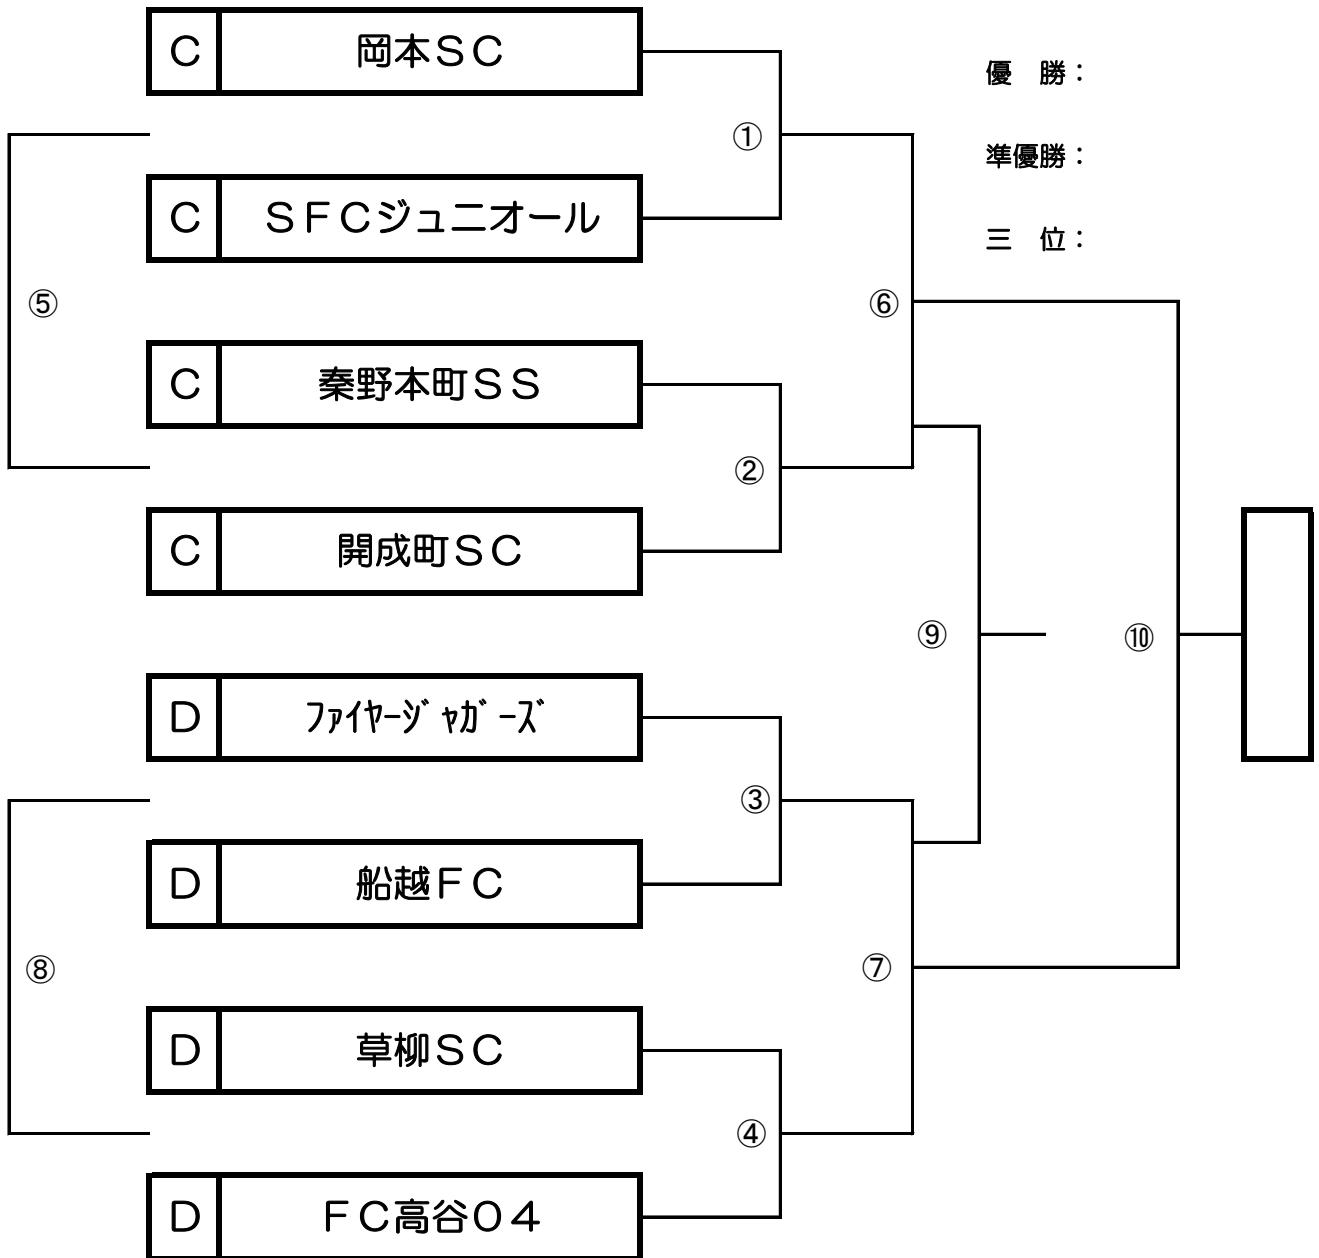 C 岡本SC
優　勝：
①
準優勝：
C SFCジュニオール
三　位：
⑤
⑥
C 秦野本町SS
②
C 開成町SC
⑨
⑩
D ﾌｧｲﾔｰｼﾞｬｶﾞｰｽﾞ
③
D 船越FC
⑧
⑦
D 草柳SC
④
D FC高谷04